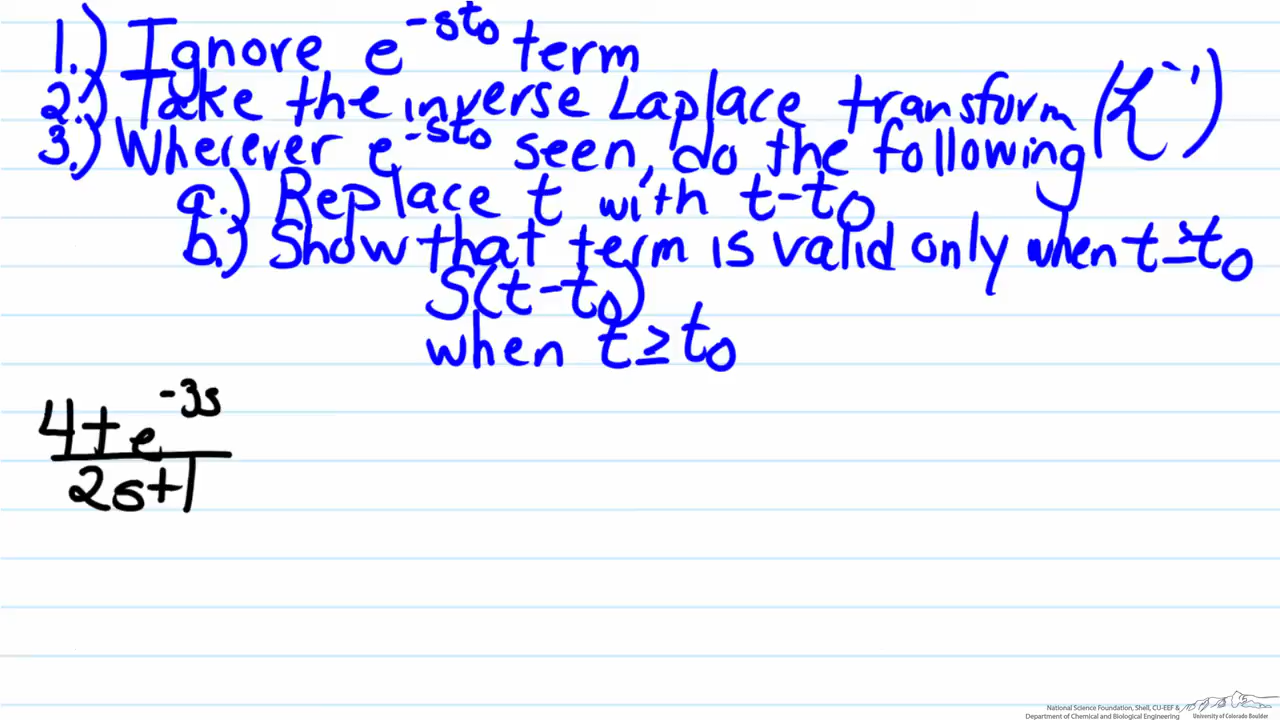 1.) Ignore e^-st₀ term
2.) Take the inverse Laplace transform (ℒ^-1)
3.) Wherever e^-st₀ seen, do the following
a.) Replace t with t-t₀
b.) Show that term is valid only when t≥t₀
S(t-t₀)
when t≥t₀
4+e^-3s
2s+1
National Science Foundation, Shell, CU-EEF &
Department of Chemical and Biological Engineering
University of Colorado Boulder